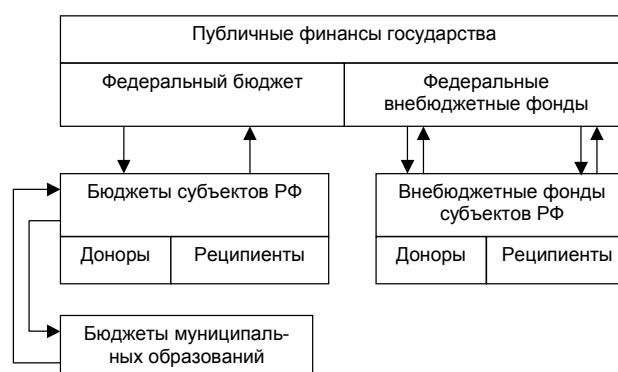 Публичные финансы государства
Федеральный бюджет
Федеральные
внебюджетные фонды
Бюджеты субъектов РФ
Доноры
Реципиенты
Внебюджетные фонды
субъектов РФ
Доноры
Реципиенты
Бюджеты муниципаль-
ных образований